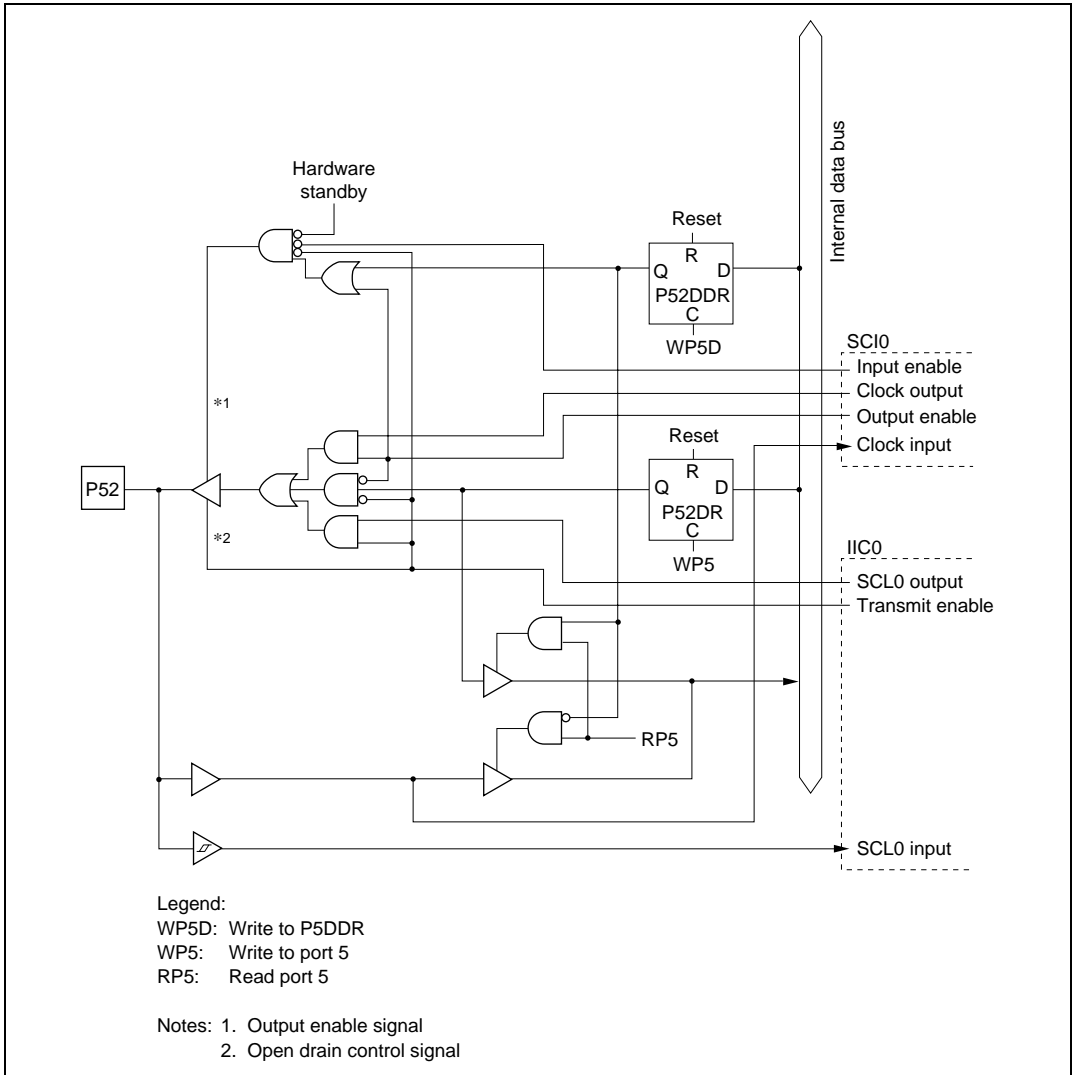 Hardware
standby
Internal data bus
Reset
R
Q D
P52DDR
C
WP5D
SCI0
Input enable
Clock output
Output enable
Clock input
*1
Reset
R
Q D
P52DR
C
WP5
P52
*2
IIC0
SCL0 output
Transmit enable
RP5
SCL0 input
Legend:
WP5D: Write to P5DDR
WP5: Write to port 5
RP5: Read port 5
Notes: 1. Output enable signal
2. Open drain control signal